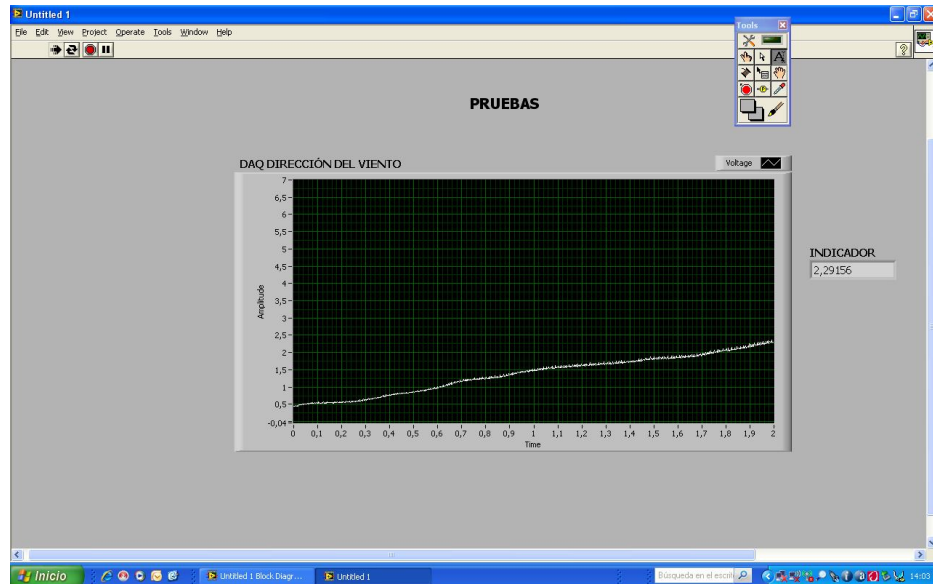 Untitled 1
File Edit View Project Operate Tools Window Help
Tools
PRUEBAS
DAQ DIRECCIÓN DEL VIENTO
Voltage
7
6,5
6
5,5
5
4,5
4
3,5
3
2,5
2
1,5
1
0,5
-0,04
Amplitude
0 0,1 0,2 0,3 0,4 0,5 0,6 0,7 0,8 0,9 1 1,1 1,2 1,3 1,4 1,5 1,6 1,7 1,8 1,9 2
Time
INDICADOR
2,29156
Inicio
Untitled 1 Block Diagr...
Untitled 1
Búsqueda en el escrit
14:03